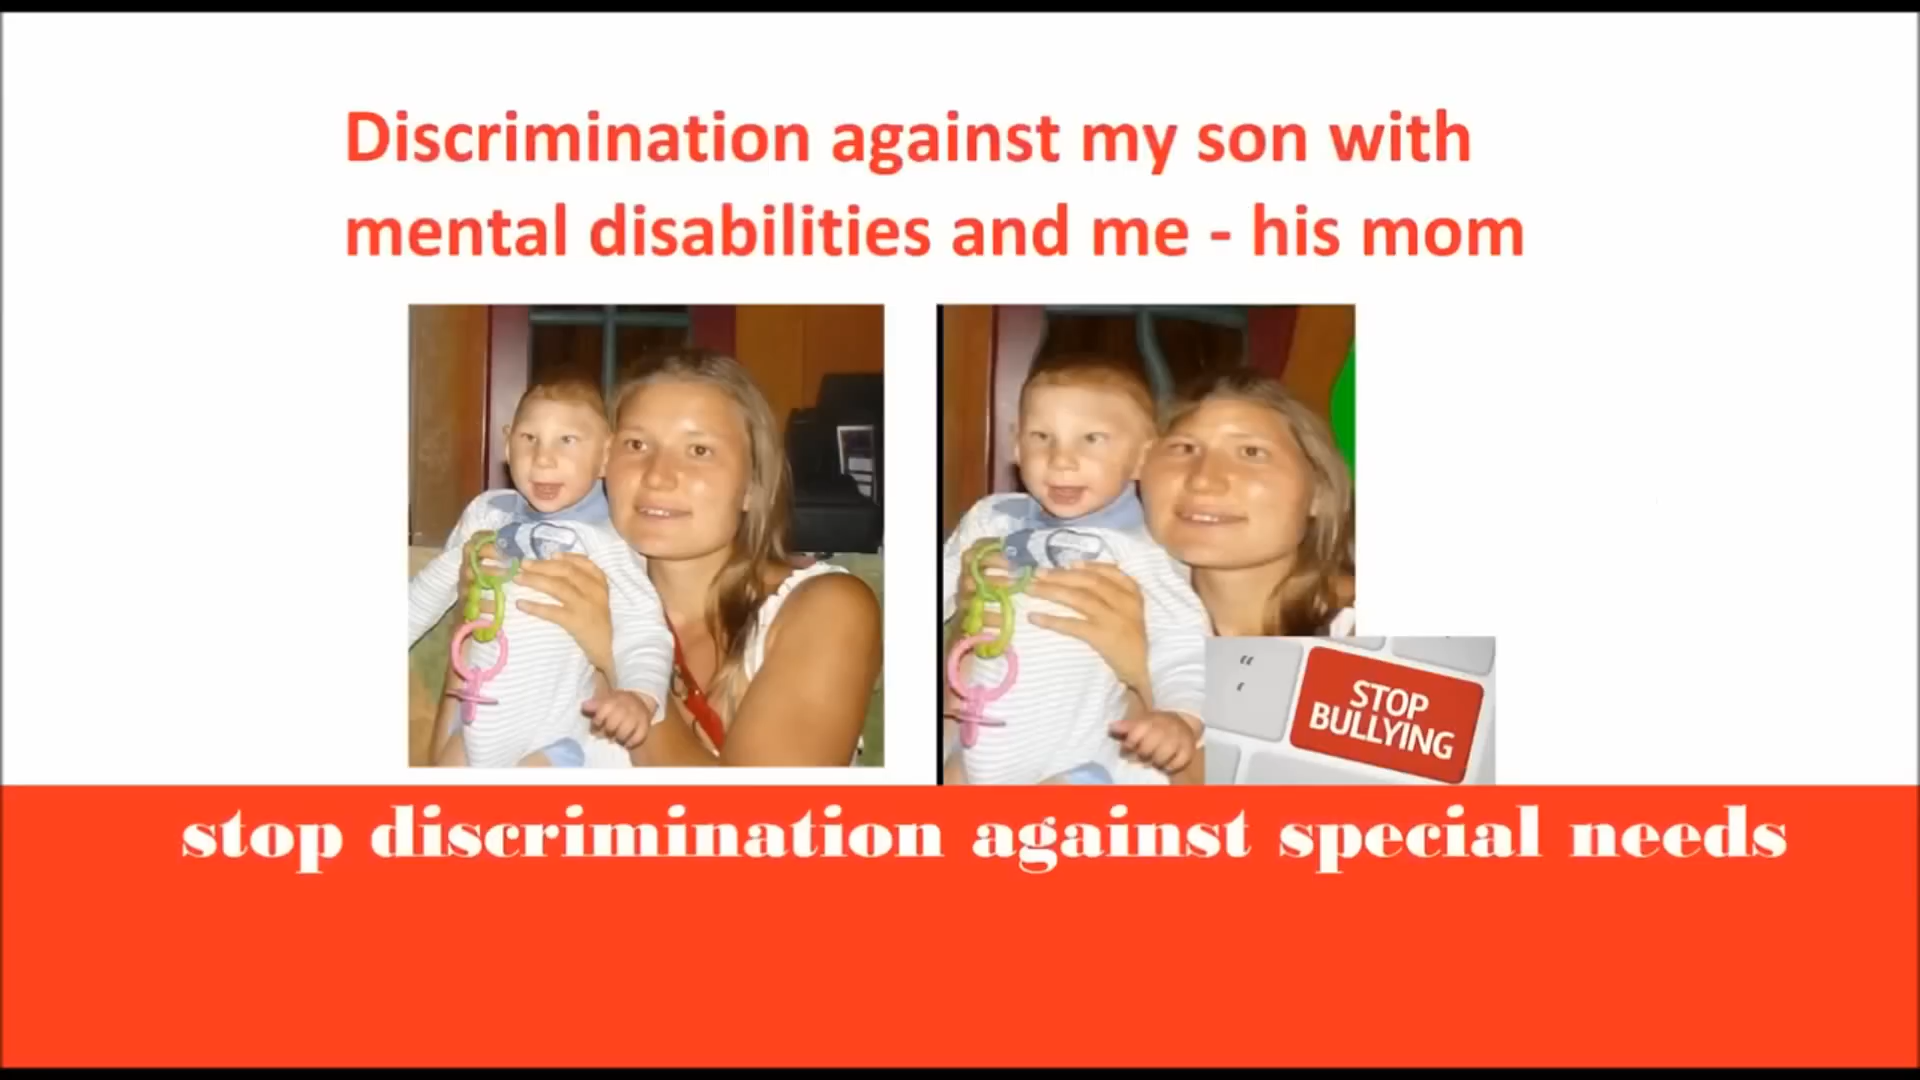 Discrimination against my son with
mental disabilities and me - his mom
STOP
BULLYING
stop discrimination against special needs